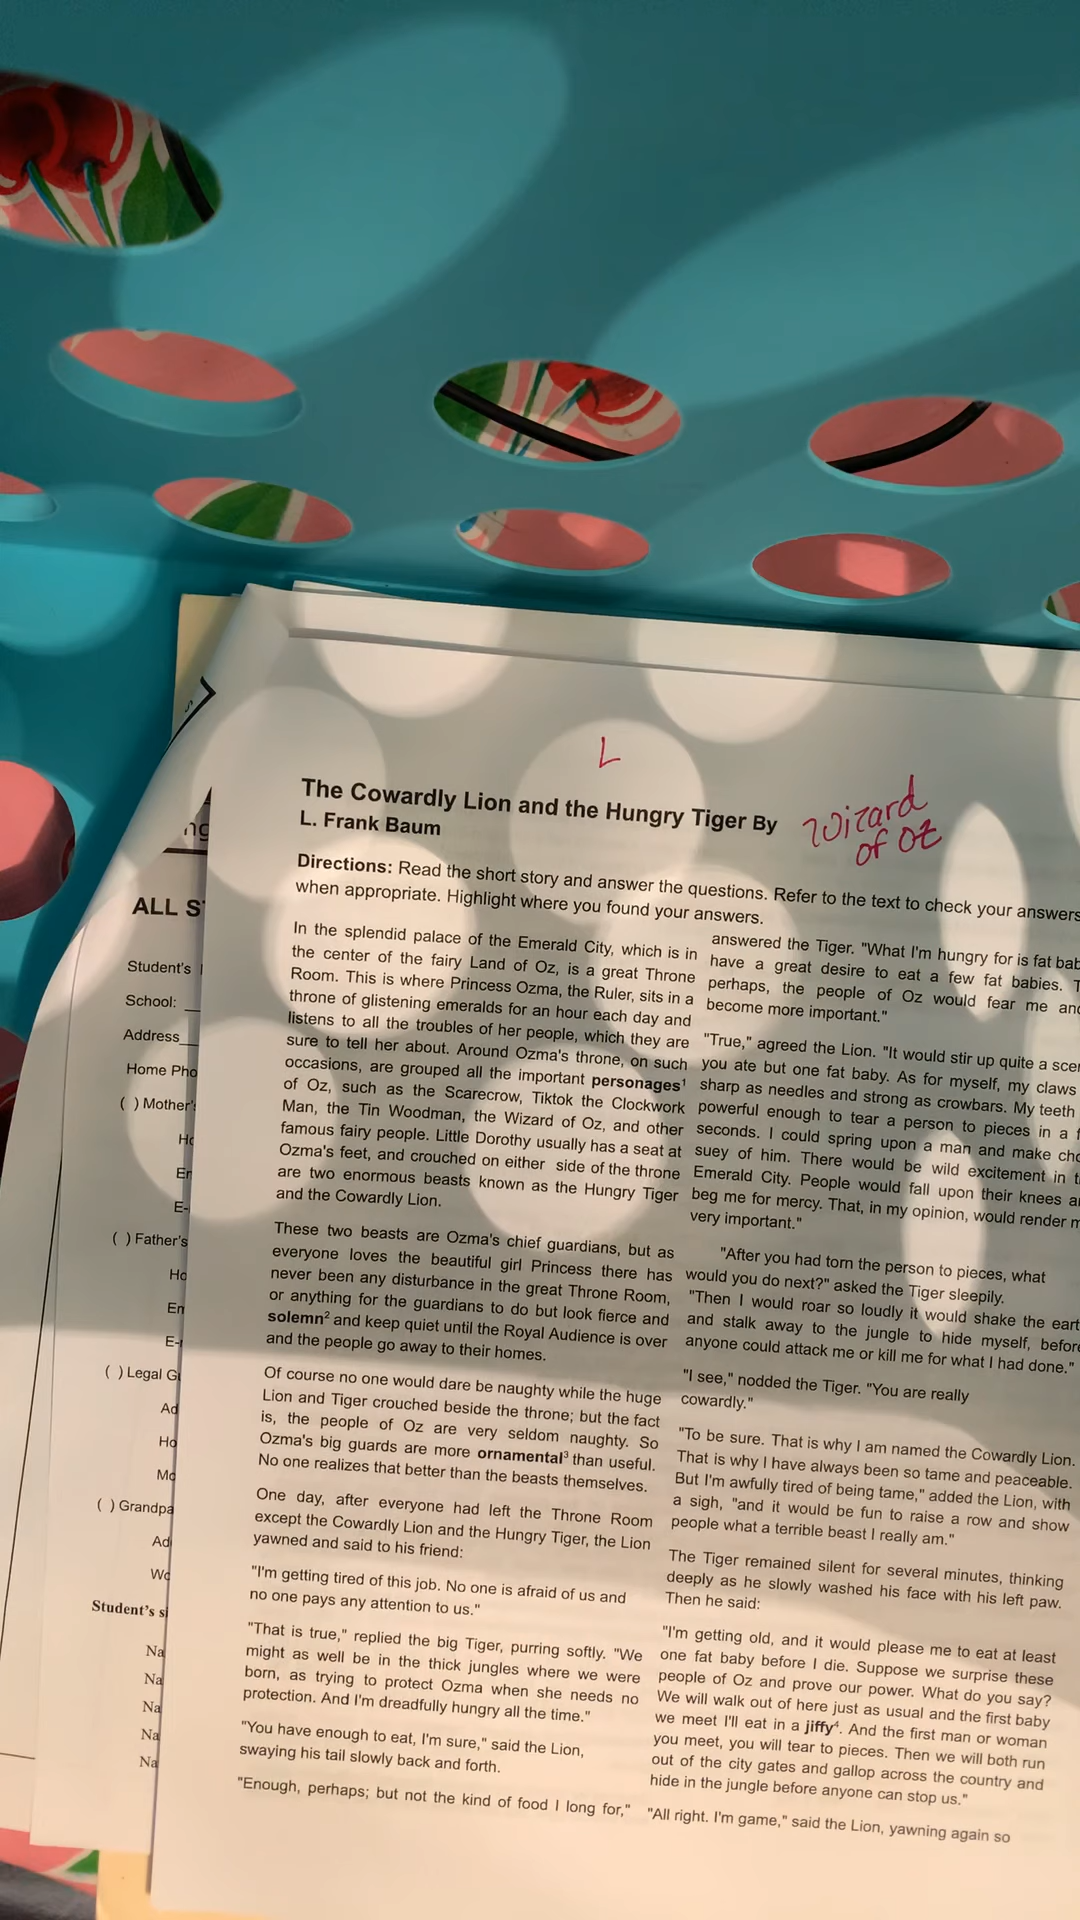 L
The Cowardly Lion and the Hungry Tiger By
L. Frank Baum
Wizard
of Oz
Directions: Read the short story and answer the questions. Refer to the text to check your answers
when appropriate. Highlight where you found your answers.
In the splendid palace of the Emerald City, which is in
the center of the fairy Land of Oz, is a great Throne
Room. This is where Princess Ozma, the Ruler, sits in a
throne of glistening emeralds for an hour each day and
listens to all the troubles of her people, which they are
sure to tell her about. Around Ozma's throne, on such
occasions, are grouped all the important personages¹
of Oz, such as the Scarecrow, Tiktok the Clockwork
Man, the Tin Woodman, the Wizard of Oz, and other
famous fairy people. Little Dorothy usually has a seat at
Ozma's feet, and crouched on either side of the throne
are two enormous beasts known as the Hungry Tiger
and the Cowardly Lion.
These two beasts are Ozma's chief guardians, but as
everyone loves the beautiful girl Princess there has
never been any disturbance in the great Throne Room,
or anything for the guardians to do but look fierce and
solemn² and keep quiet until the Royal Audience is over
and the people go away to their homes.
Of course no one would dare be naughty while the huge
Lion and Tiger crouched beside the throne; but the fact
is, the people of Oz are very seldom naughty. So
Ozma's big guards are more ornamental³ than useful.
No one realizes that better than the beasts themselves.
One day, after everyone had left the Throne Room
except the Cowardly Lion and the Hungry Tiger, the Lion
yawned and said to his friend:
"I'm getting tired of this job. No one is afraid of us and
no one pays any attention to us."
"That is true," replied the big Tiger, purring softly. "We
might as well be in the thick jungles where we were
born, as trying to protect Ozma when she needs no
protection. And I'm dreadfully hungry all the time."
"You have enough to eat, I'm sure," said the Lion,
swaying his tail slowly back and forth.
"Enough, perhaps; but not the kind of food I long for,"
answered the Tiger. "What I'm hungry for is fat bab
have a great desire to eat a few fat babies. T
perhaps, the people of Oz would fear me and
become more important."
"True," agreed the Lion. "It would stir up quite a sce
you ate but one fat baby. As for myself, my claws
sharp as needles and strong as crowbars. My teeth
powerful enough to tear a person to pieces in a f
seconds. I could spring upon a man and make cho
suey of him. There would be wild excitement in t
Emerald City. People would fall upon their knees a
beg me for mercy. That, in my opinion, would render m
very important."
"After you had torn the person to pieces, what
would you do next?" asked the Tiger sleepily.
"Then I would roar so loudly it would shake the eart
and stalk away to the jungle to hide myself, before
anyone could attack me or kill me for what I had done."
"I see," nodded the Tiger. "You are really
cowardly."
"To be sure. That is why I am named the Cowardly Lion.
That is why I have always been so tame and peaceable.
But I'm awfully tired of being tame," added the Lion, with
a sigh, "and it would be fun to raise a row and show
people what a terrible beast I really am."
The Tiger remained silent for several minutes, thinking
deeply as he slowly washed his face with his left paw.
Then he said:
"I'm getting old, and it would please me to eat at least
one fat baby before I die. Suppose we surprise these
people of Oz and prove our power. What do you say?
We will walk out of here just as usual and the first baby
we meet I'll eat in a jiffy⁴. And the first man or woman
you meet, you will tear to pieces. Then we will both run
out of the city gates and gallop across the country and
hide in the jungle before anyone can stop us."
"All right. I'm game," said the Lion, yawning again so
ng
ALL S
Student's
School:
Address
Home Pho
( ) Mother'
Ho
Em
E-
( ) Father's
Ho
Em
E-
( ) Legal G
Ad
Ho
Mo
( ) Grandpa
Ad
Wo
Student's si
Na
Na
Na
Na
Na